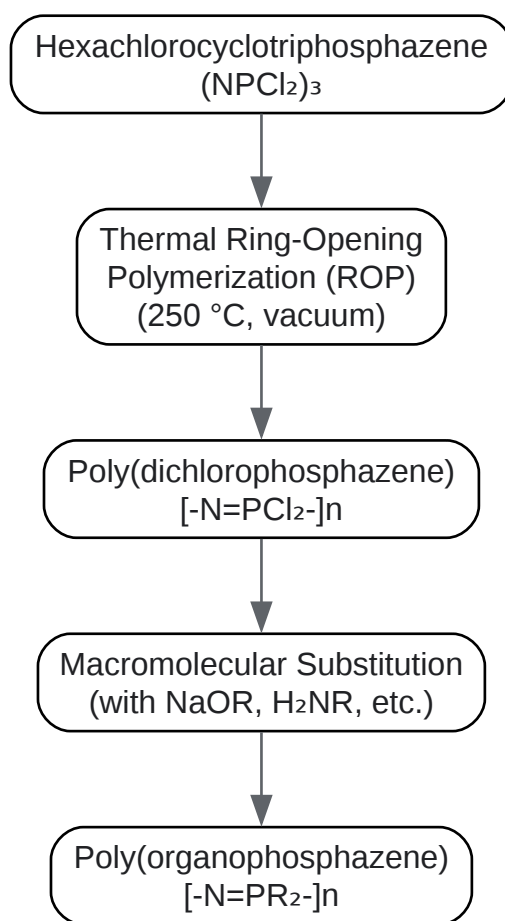 Hexachlorocyclotriphosphazene
(NPCl₂)₃
Thermal Ring-Opening
Polymerization (ROP)
(250 °C, vacuum)
Poly(dichlorophosphazene)
[-N=PCl₂-]n
Macromolecular Substitution
(with NaOR, H₂NR, etc.)
Poly(organophosphazene)
[-N=PR₂-]n